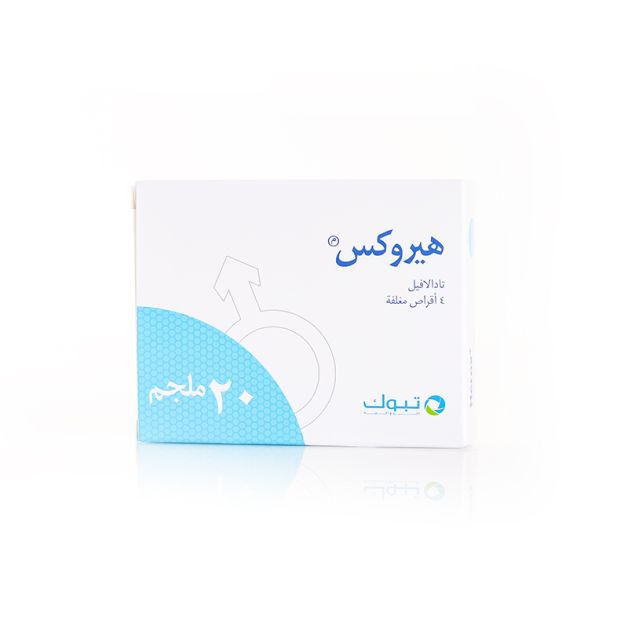 هيروكس
تادالافيل
٤ أقراص مغلفة
٢٠ ملجم
تبوك